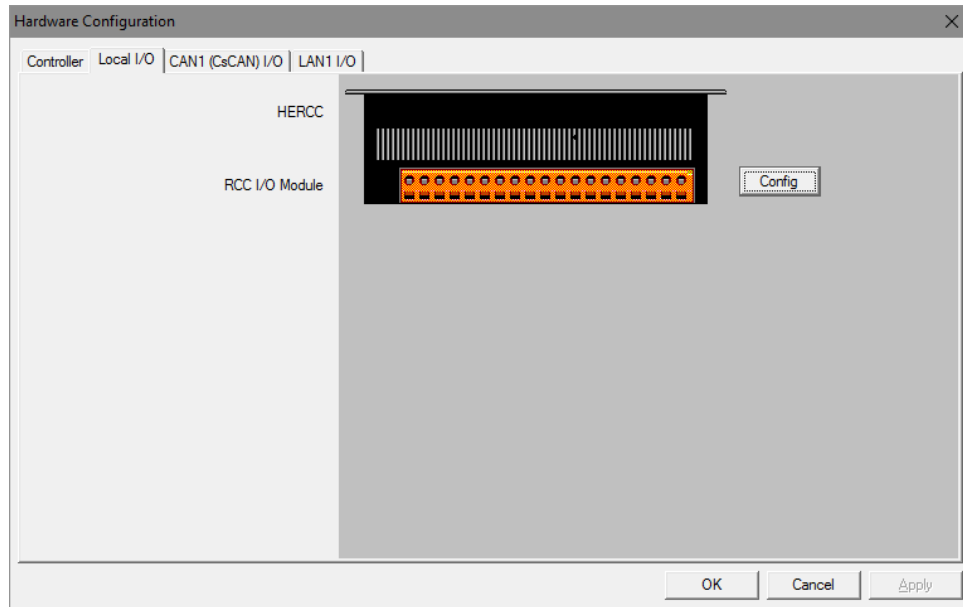 Hardware Configuration
Controller
Local I/O
CAN1 (CsCAN) I/O
LAN1 I/O
HERCC
RCC I/O Module
Config
OK
Cancel
Apply